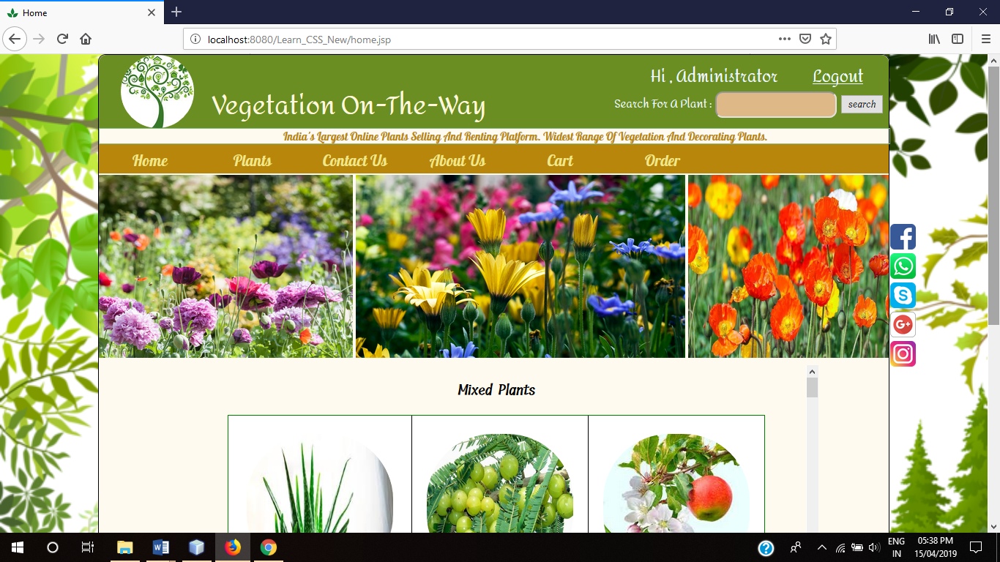 Home
localhost:8080/Learn_CSS_New/home.jsp
Hi , Administrator Logout
Vegetation On-The-Way
Search For A Plant : search
India's Largest Online Plants Selling And Renting Platform. Widest Range Of Vegetation And Decorating Plants.
Home Plants Contact Us About Us Cart Order
Mixed Plants
ENG 05:38 PM
IN 15/04/2019